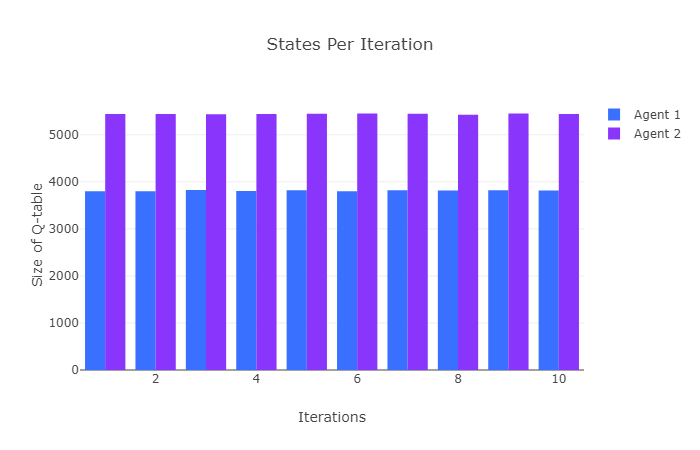 States Per Iteration
Agent 1
Agent 2
Size of Q-table
5000
4000
3000
2000
1000
0
2 4 6 8 10
Iterations